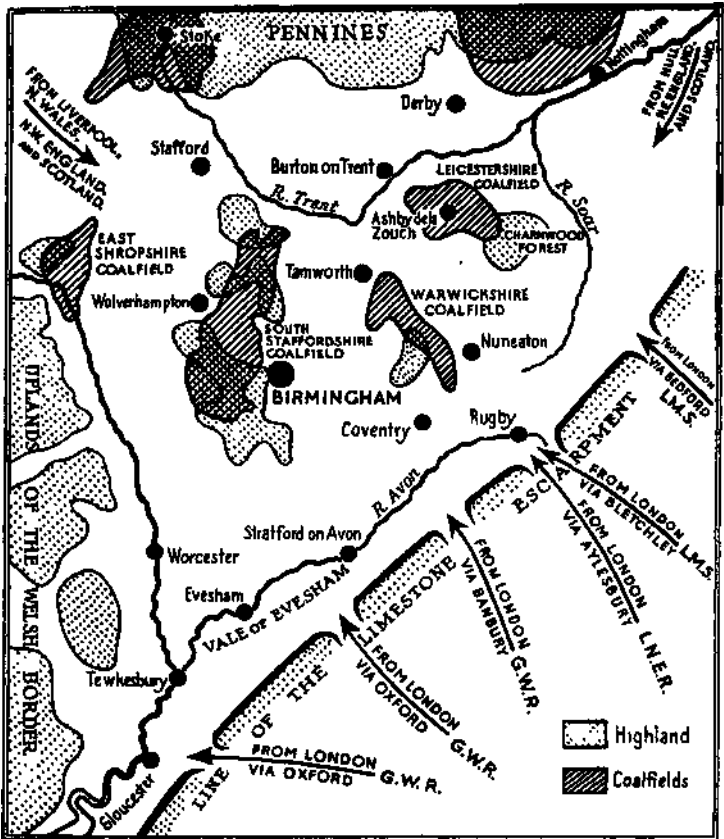 PENNINES
Stoke
Nottingham
FROM LIVERPOOL,
N. WALES,
N.W. ENGLAND,
AND SCOTLAND.
FROM HULL,
N.E. ENGLAND,
AND SCOTLAND
Derby
Stafford
Burton on Trent
R. Trent
LEICESTERSHIRE
COALFIELD
R. Soar
Ashby de la
Zouch
CHARNWOOD
FOREST
EAST
SHROPSHIRE
COALFIELD
Tamworth
Wolverhampton
WARWICKSHIRE
COALFIELD
SOUTH
STAFFORDSHIRE
COALFIELD
Nuneaton
BIRMINGHAM
FROM LONDON
VIA BEDFORD
L.M.S.
Coventry
Rugby
UPLANDS OF THE WELSH BORDER
R. Avon
FROM LONDON
VIA BLETCHLEY L.M.S.
FROM LONDON
VIA AYLESBURY L.N.E.R.
Stratford on Avon
Worcester
Evesham
VALE OF EVESHAM
FROM LONDON
VIA BANBURY G.W.R.
LINE OF THE LIMESTONE ESCARPMENT
Tewkesbury
FROM LONDON
VIA OXFORD G.W.R.
FROM LONDON
VIA OXFORD G.W.R.
Gloucester
Highland
Coalfields